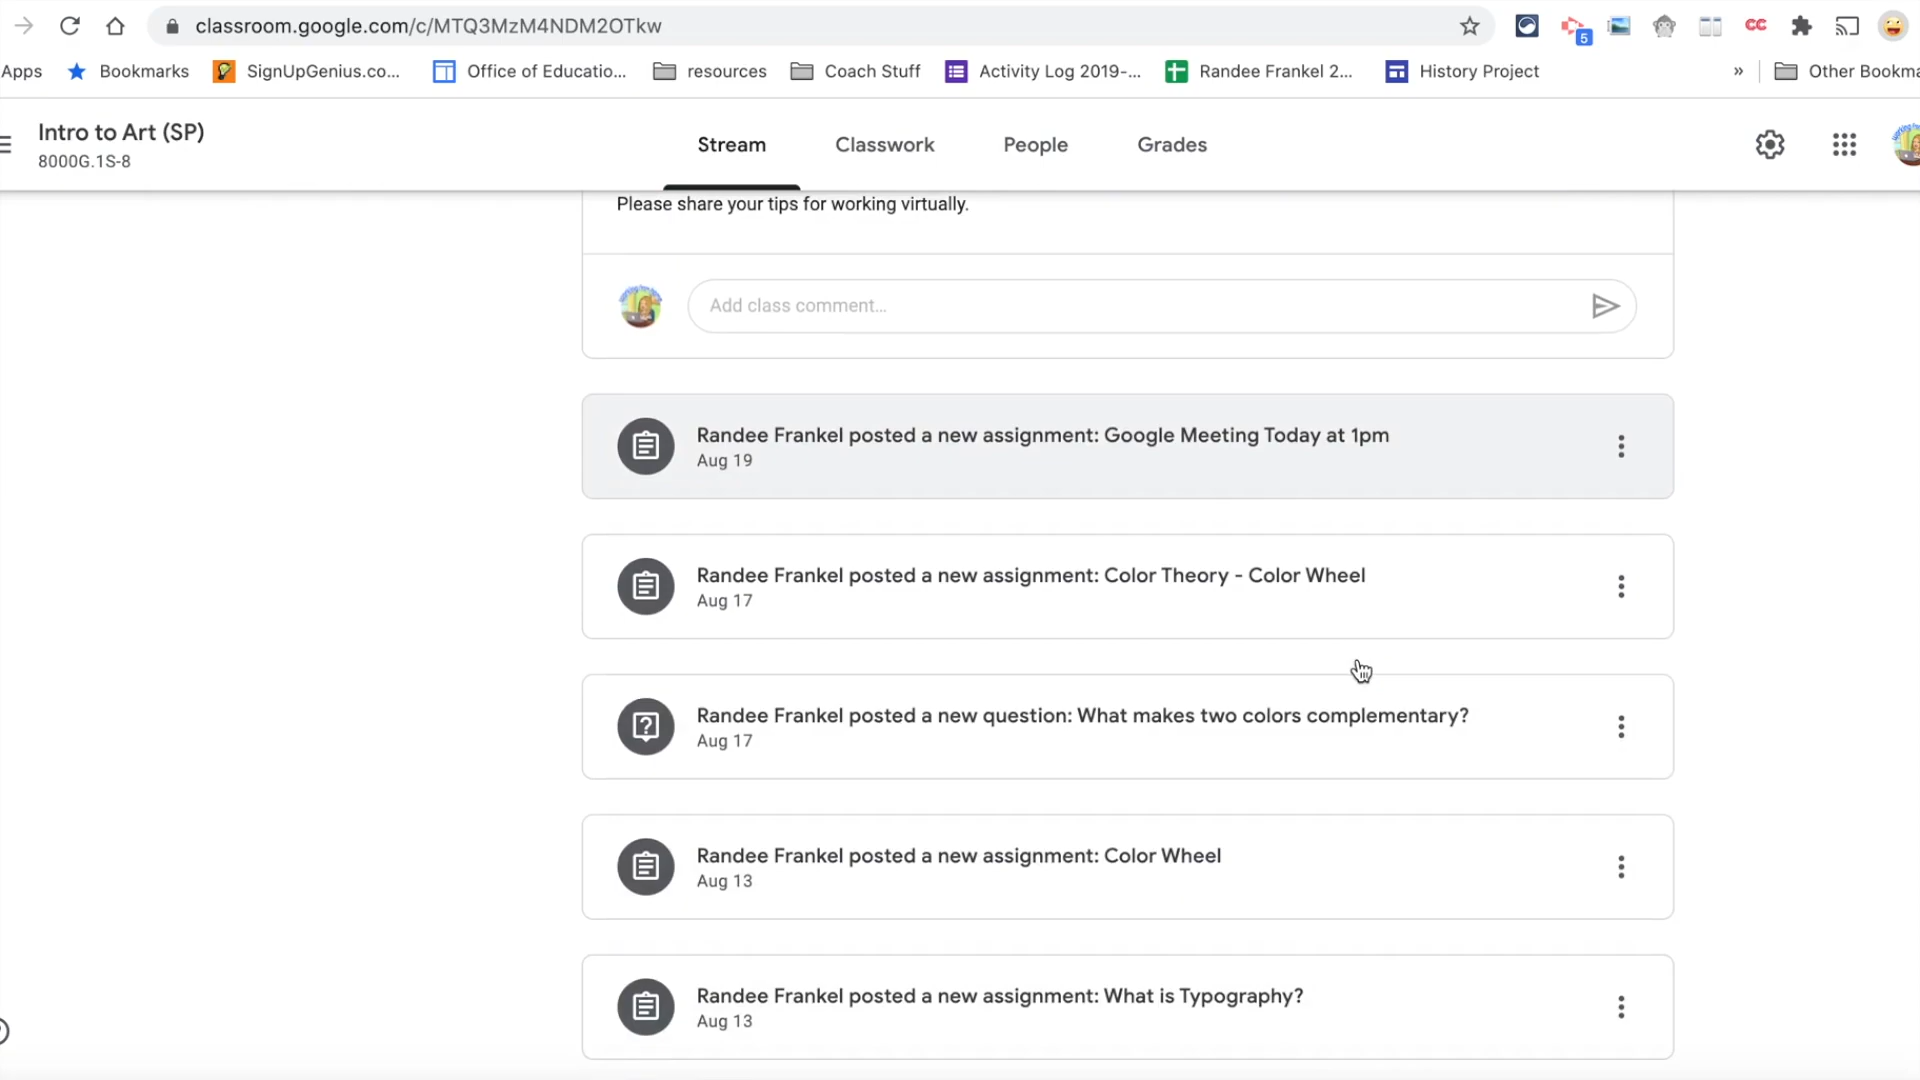 classroom.google.com/c/MTQ3MzM4NDM2OTkw
5
CC
Apps
Bookmarks
SignUpGenius.co...
Office of Educatio...
resources
Coach Stuff
Activity Log 2019-...
Randee Frankel 2...
History Project
»
Other Bookma
Intro to Art (SP)
8000G.1S-8
Stream
Classwork
People
Grades
Please share your tips for working virtually.
Add class comment...
Randee Frankel posted a new assignment: Google Meeting Today at 1pm
Aug 19
Randee Frankel posted a new assignment: Color Theory - Color Wheel
Aug 17
Randee Frankel posted a new question: What makes two colors complementary?
Aug 17
Randee Frankel posted a new assignment: Color Wheel
Aug 13
Randee Frankel posted a new assignment: What is Typography?
Aug 13